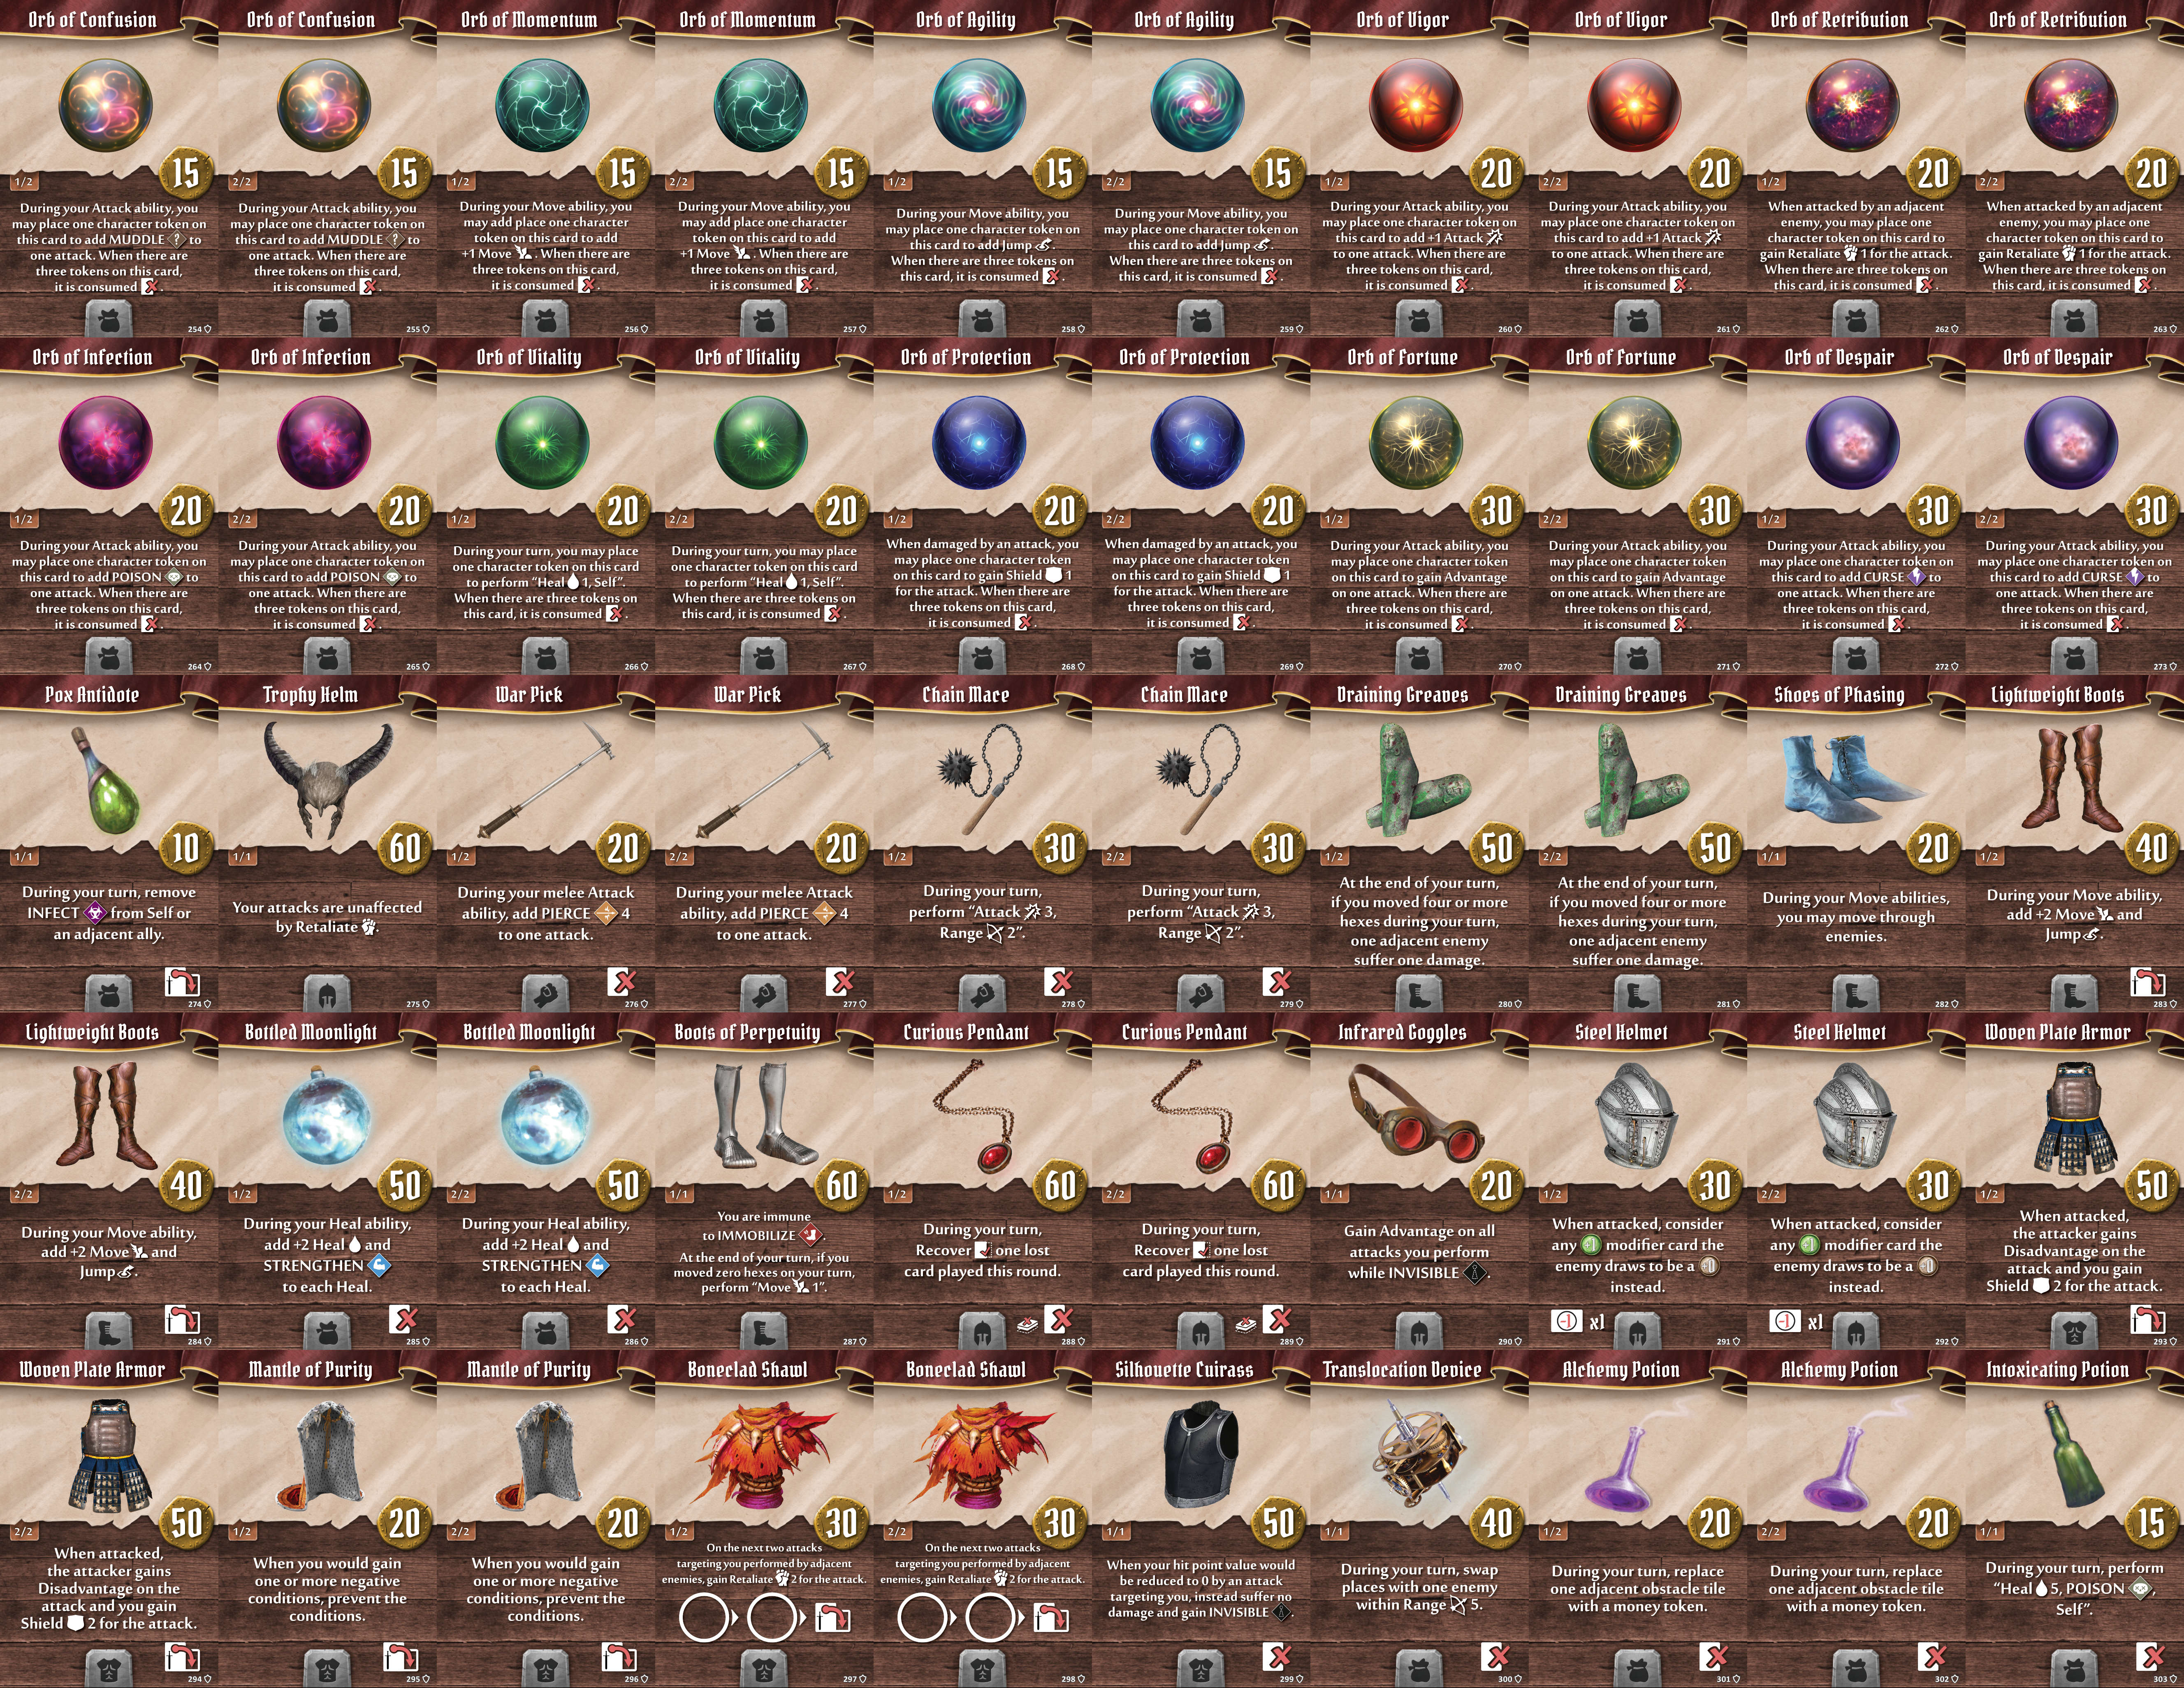 Orb of Confusion
15
1/2
During your Attack ability, you
may place one character token on
this card to add MUDDLE ? to
one attack. When there are
three tokens on this card,
it is consumed .
254
Orb of Confusion
15
2/2
During your Attack ability, you
may place one character token on
this card to add MUDDLE ? to
one attack. When there are
three tokens on this card,
it is consumed .
255
Orb of Momentum
15
1/2
During your Move ability, you
may add place one character
token on this card to add
+1 Move . When there are
three tokens on this card,
it is consumed .
256
Orb of Momentum
15
2/2
During your Move ability, you
may add place one character
token on this card to add
+1 Move . When there are
three tokens on this card,
it is consumed .
257
Orb of Agility
15
1/2
During your Move ability, you
may place one character token on
this card to add Jump .
When there are three tokens on
this card, it is consumed .
258
Orb of Agility
15
2/2
During your Move ability, you
may place one character token on
this card to add Jump .
When there are three tokens on
this card, it is consumed .
259
Orb of Vigor
20
1/2
During your Attack ability, you
may place one character token on
this card to add +1 Attack
to one attack. When there are
three tokens on this card,
it is consumed .
260
Orb of Vigor
20
2/2
During your Attack ability, you
may place one character token on
this card to add +1 Attack
to one attack. When there are
three tokens on this card,
it is consumed .
261
Orb of Retribution
20
1/2
When attacked by an adjacent
enemy, you may place one
character token on this card to
gain Retaliate 1 for the attack.
When there are three tokens on
this card, it is consumed .
262
Orb of Retribution
20
2/2
When attacked by an adjacent
enemy, you may place one
character token on this card to
gain Retaliate 1 for the attack.
When there are three tokens on
this card, it is consumed .
263
Orb of Infection
20
1/2
During your Attack ability, you
may place one character token on
this card to add POISON to
one attack. When there are
three tokens on this card,
it is consumed .
264
Orb of Infection
20
2/2
During your Attack ability, you
may place one character token on
this card to add POISON to
one attack. When there are
three tokens on this card,
it is consumed .
265
Orb of Vitality
20
1/2
During your turn, you may place
one character token on this card
to perform “Heal 1, Self”.
When there are three tokens on
this card, it is consumed .
266
Orb of Vitality
20
2/2
During your turn, you may place
one character token on this card
to perform “Heal 1, Self”.
When there are three tokens on
this card, it is consumed .
267
Orb of Protection
20
1/2
When damaged by an attack, you
may place one character token
on this card to gain Shield 1
for the attack. When there are
three tokens on this card,
it is consumed .
268
Orb of Protection
20
2/2
When damaged by an attack, you
may place one character token
on this card to gain Shield 1
for the attack. When there are
three tokens on this card,
it is consumed .
269
Orb of Fortune
30
1/2
During your Attack ability, you
may place one character token
on this card to gain Advantage
on one attack. When there are
three tokens on this card,
it is consumed .
270
Orb of Fortune
30
2/2
During your Attack ability, you
may place one character token
on this card to gain Advantage
on one attack. When there are
three tokens on this card,
it is consumed .
271
Orb of Despair
30
1/2
During your Attack ability, you
may place one character token on
this card to add CURSE to
one attack. When there are
three tokens on this card,
it is consumed .
272
Orb of Despair
30
2/2
During your Attack ability, you
may place one character token on
this card to add CURSE to
one attack. When there are
three tokens on this card,
it is consumed .
273
Pox Antidote
10
1/1
During your turn, remove
INFECT from Self or
an adjacent ally.
274
Trophy Helm
60
1/1
Your attacks are unaffected
by Retaliate .
275
War Pick
20
1/2
During your melee Attack
ability, add PIERCE 4
to one attack.
276
War Pick
20
2/2
During your melee Attack
ability, add PIERCE 4
to one attack.
277
Chain Mace
30
1/2
During your turn,
perform “Attack 3,
Range 2”.
278
Chain Mace
30
2/2
During your turn,
perform “Attack 3,
Range 2”.
279
Draining Greaves
50
1/2
At the end of your turn,
if you moved four or more
hexes during your turn,
one adjacent enemy
suffer one damage.
280
Draining Greaves
50
2/2
At the end of your turn,
if you moved four or more
hexes during your turn,
one adjacent enemy
suffer one damage.
281
Shoes of Phasing
20
1/1
During your Move abilities,
you may move through
enemies.
282
Lightweight Boots
40
1/2
During your Move ability,
add +2 Move and
Jump .
283
Lightweight Boots
40
2/2
During your Move ability,
add +2 Move and
Jump .
284
Bottled Moonlight
50
1/2
During your Heal ability,
add +2 Heal and
STRENGTHEN
to each Heal.
285
Bottled Moonlight
50
2/2
During your Heal ability,
add +2 Heal and
STRENGTHEN
to each Heal.
286
Boots of Perpetuity
60
1/1
You are immune
to IMMOBILIZE .
At the end of your turn, if you
moved zero hexes on your turn,
perform “Move 1”.
287
Curious Pendant
60
1/2
During your turn,
Recover one lost
card played this round.
288
Curious Pendant
60
2/2
During your turn,
Recover one lost
card played this round.
289
Infrared Goggles
20
1/1
Gain Advantage on all
attacks you perform
while INVISIBLE .
290
Steel Helmet
30
1/2
When attacked, consider
any +1 modifier card the
enemy draws to be a +0
instead.
-1 x1
291
Steel Helmet
30
2/2
When attacked, consider
any +1 modifier card the
enemy draws to be a +0
instead.
-1 x1
292
Woven Plate Armor
50
1/2
When attacked,
the attacker gains
Disadvantage on the
attack and you gain
Shield 2 for the attack.
293
Woven Plate Armor
50
2/2
When attacked,
the attacker gains
Disadvantage on the
attack and you gain
Shield 2 for the attack.
294
Mantle of Purity
20
1/2
When you would gain
one or more negative
conditions, prevent the
conditions.
295
Mantle of Purity
20
2/2
When you would gain
one or more negative
conditions, prevent the
conditions.
296
Boneclad Shawl
30
1/2
On the next two attacks
targeting you performed by adjacent
enemies, gain Retaliate 2 for the attack.
297
Boneclad Shawl
30
2/2
On the next two attacks
targeting you performed by adjacent
enemies, gain Retaliate 2 for the attack.
298
Silhouette Cuirass
50
1/1
When your hit point value would
be reduced to 0 by an attack
targeting you, instead suffer no
damage and gain INVISIBLE .
299
Translocation Device
40
1/1
During your turn, swap
places with one enemy
within Range 5.
300
Alchemy Potion
20
1/2
During your turn, replace
one adjacent obstacle tile
with a money token.
301
Alchemy Potion
20
2/2
During your turn, replace
one adjacent obstacle tile
with a money token.
302
Intoxicating Potion
15
1/1
During your turn, perform
“Heal 5, POISON ,
Self”.
303